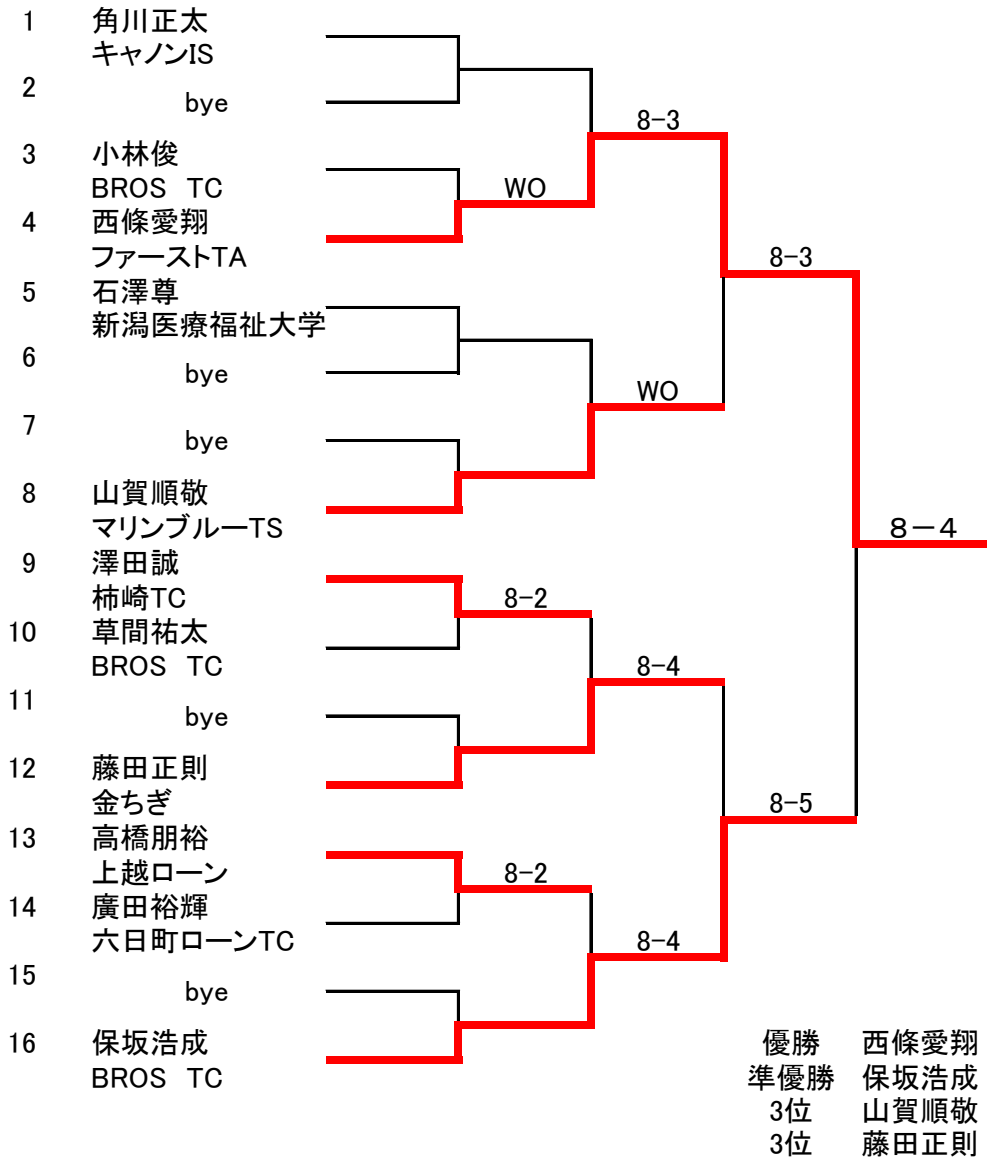 1 角川正太
キャノンIS
2 bye
8-3
3 小林俊
BROS TC
WO
4 西條愛翔
ファーストTA
8-3
5 石澤尊
新潟医療福祉大学
6 bye
WO
7 bye
8 山賀順敬
マリンブルーTS
8－4
9 澤田誠
柿崎TC
8-2
10 草間祐太
BROS TC
8-4
11 bye
12 藤田正則
金ちぎ
8-5
13 高橋朋裕
上越ローン
8-2
14 廣田裕輝
六日町ローンTC
8-4
15 bye
16 保坂浩成
BROS TC
優勝 西條愛翔
準優勝 保坂浩成
3位 山賀順敬
3位 藤田正則